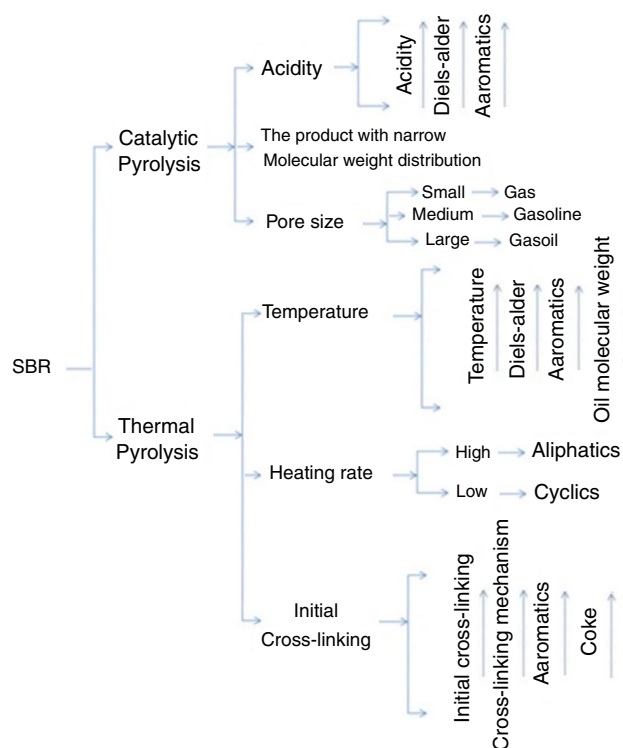 SBR
Catalytic
Pyrolysis
Acidity
Acidity
Diels-alder
Aaromatics
The product with narrow
Molecular weight distribution
Pore size
Small
Gas
Medium
Gasoline
Large
Gasoil
Thermal
Pyrolysis
Temperature
Temperature
Diels-alder
Aaromatics
Oil molecular weight
Heating rate
High
Aliphatics
Low
Cyclics
Initial
Cross-linking
Initial cross-linking
Cross-linking mechanism
Aaromatics
Coke